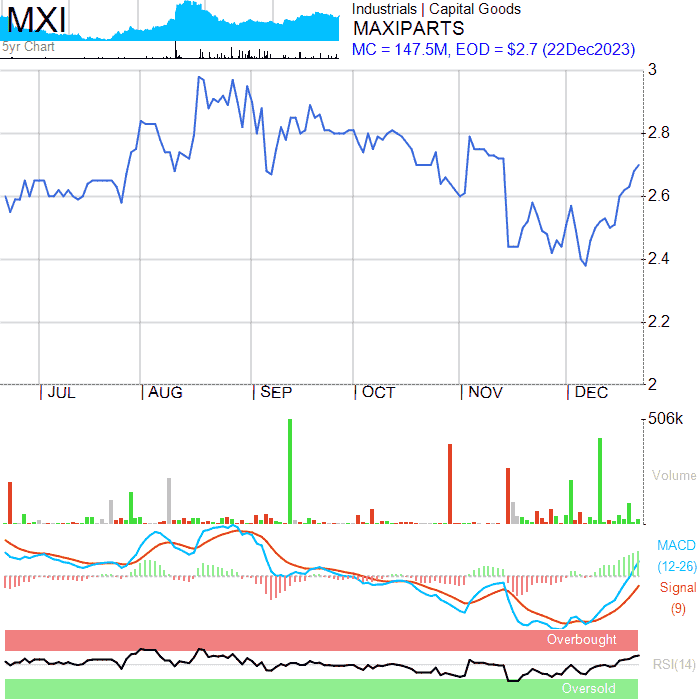 MXI
5yr Chart
Industrials | Capital Goods
MAXIPARTS
MC = 147.5M, EOD = $2.7 (22Dec2023)
3
2.8
2.6
2.4
2.2
2
JUL AUG SEP OCT NOV DEC
506k
Volume
MACD
(12-26)
Signal
(9)
Overbought
RSI(14)
Oversold